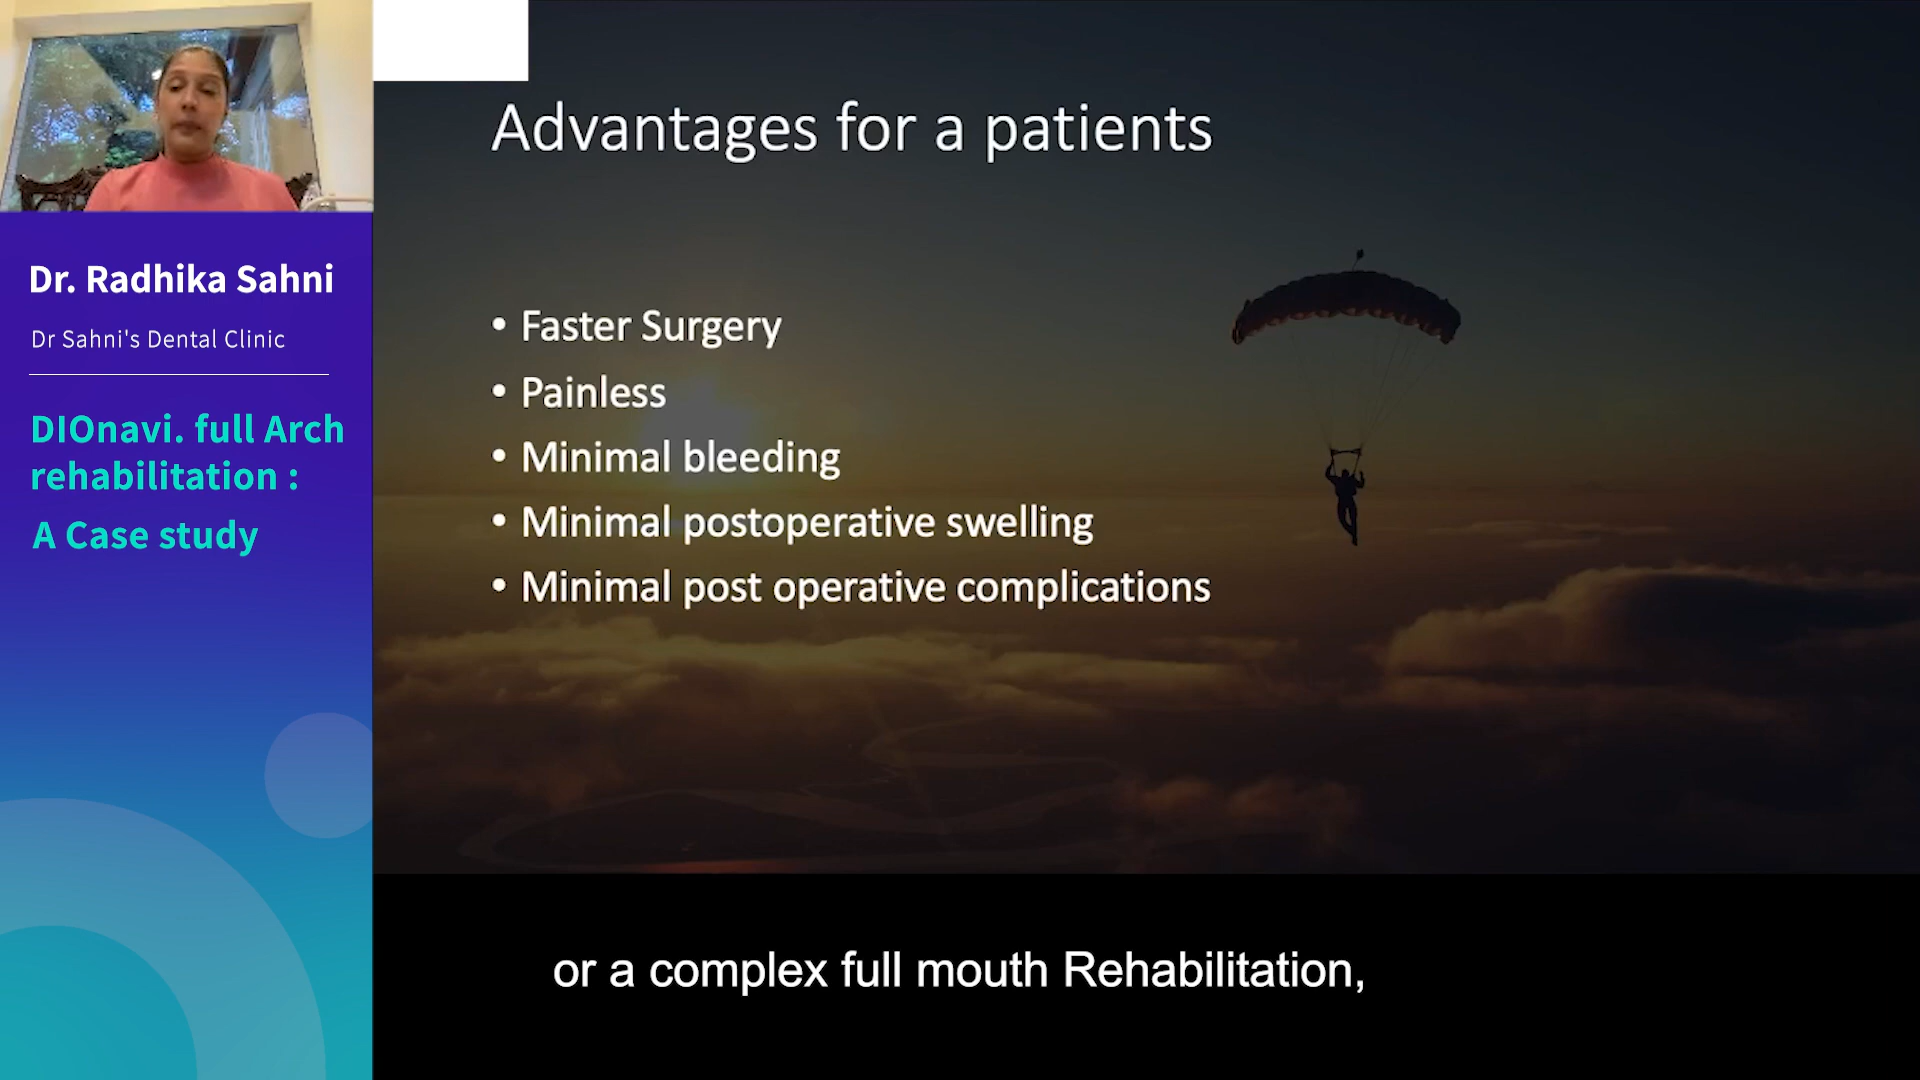 Dr. Radhika Sahni
Dr Sahni's Dental Clinic
DIOnavi. full Arch
rehabilitation :
A Case study
Advantages for a patients
• Faster Surgery
• Painless
• Minimal bleeding
• Minimal postoperative swelling
• Minimal post operative complications
or a complex full mouth Rehabilitation,